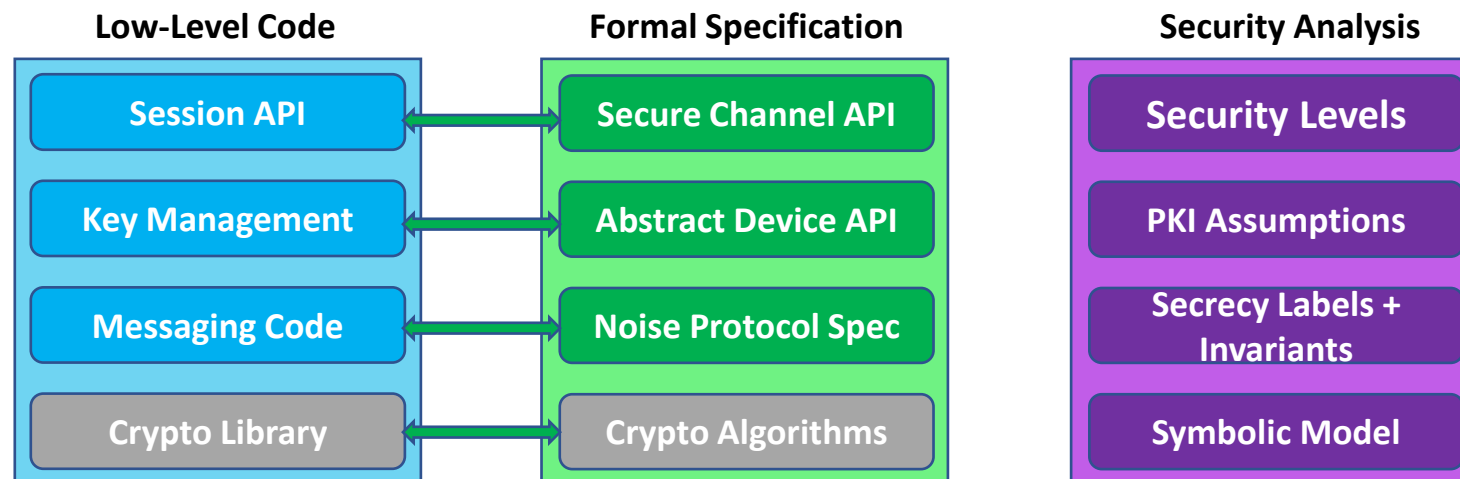 Low-Level Code
Formal Specification
Security Analysis
Session API
Secure Channel API
Security Levels
Key Management
Abstract Device API
PKI Assumptions
Messaging Code
Noise Protocol Spec
Secrecy Labels +
Invariants
Crypto Library
Crypto Algorithms
Symbolic Model